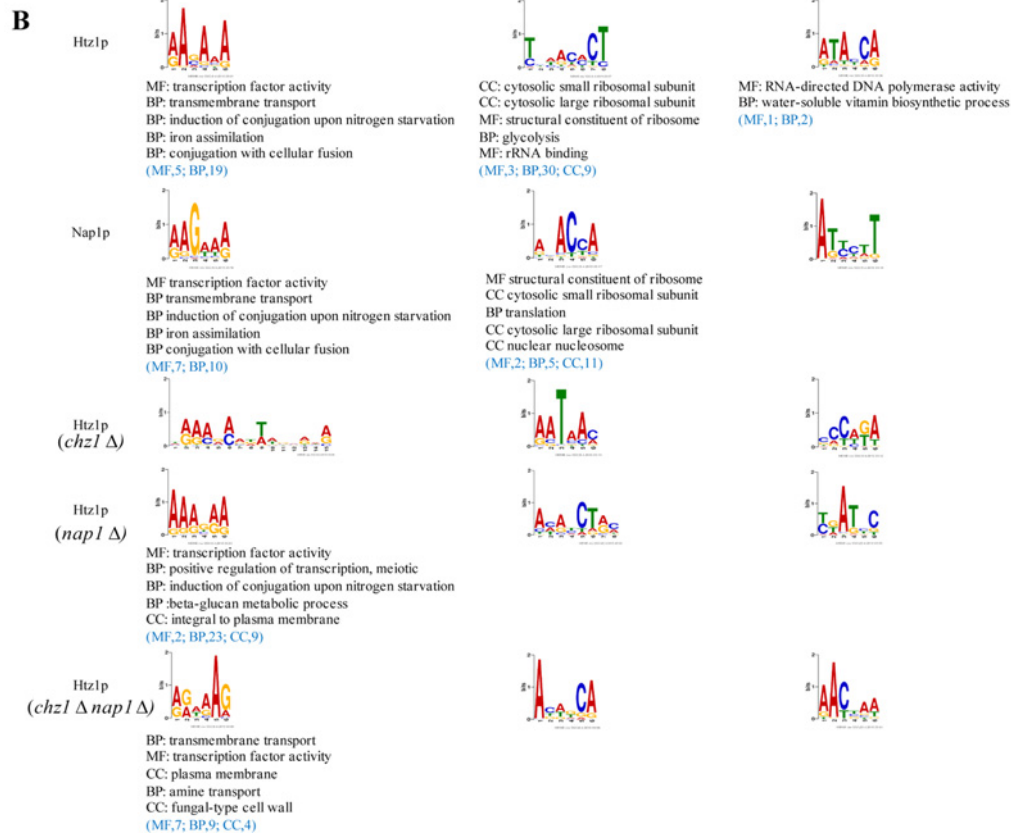 B
Htz1p
MF: transcription factor activity
BP: transmembrane transport
BP: induction of conjugation upon nitrogen starvation
BP: iron assimilation
BP: conjugation with cellular fusion
(MF,5; BP,19)
CC: cytosolic small ribosomal subunit
CC: cytosolic large ribosomal subunit
MF: structural constituent of ribosome
BP: glycolysis
MF: rRNA binding
(MF,3; BP,30; CC,9)
MF: RNA-directed DNA polymerase activity
BP: water-soluble vitamin biosynthetic process
(MF,1; BP,2)
Nap1p
MF transcription factor activity
BP transmembrane transport
BP induction of conjugation upon nitrogen starvation
BP iron assimilation
BP conjugation with cellular fusion
(MF,7; BP,10)
MF structural constituent of ribosome
CC cytosolic small ribosomal subunit
BP translation
CC cytosolic large ribosomal subunit
CC nuclear nucleosome
(MF,2; BP,5; CC,11)
Htz1p
(chz1 Δ)
Htz1p
(nap1 Δ)
MF: transcription factor activity
BP: positive regulation of transcription, meiotic
BP: induction of conjugation upon nitrogen starvation
BP :beta-glucan metabolic process
CC: integral to plasma membrane
(MF,2; BP,23; CC,9)
Htz1p
(chz1 Δ nap1 Δ)
BP: transmembrane transport
MF: transcription factor activity
CC: plasma membrane
BP: amine transport
CC: fungal-type cell wall
(MF,7; BP,9; CC,4)